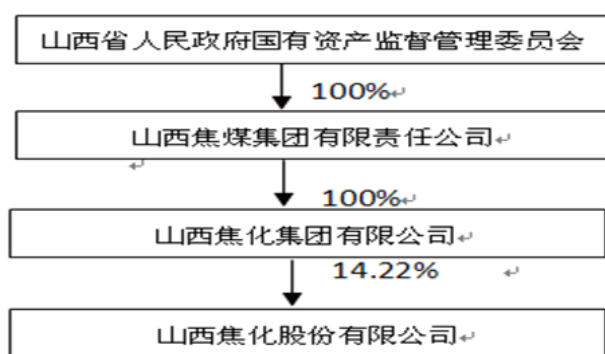 山西省人民政府国有资产监督管理委员会
100%↵
山西焦煤集团有限责任公司↵
↵
100%↵
山西焦化集团有限公司↵
14.22% ↵
山西焦化股份有限公司↵